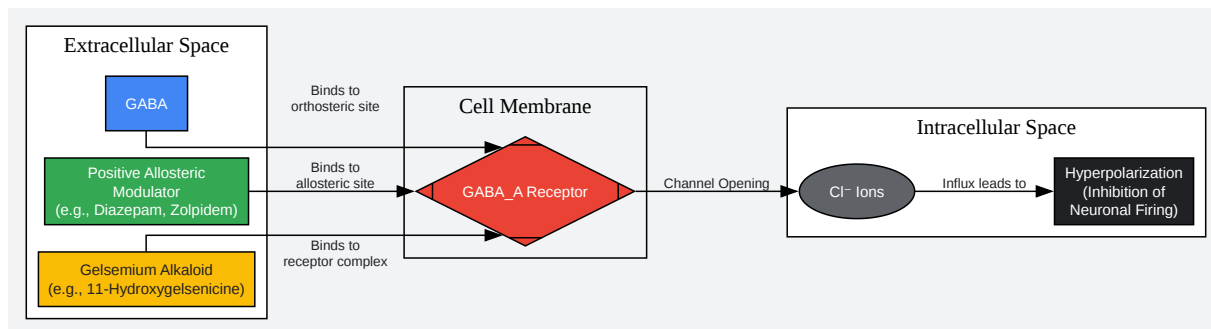 Extracellular Space
GABA
Positive Allosteric
Modulator
(e.g., Diazepam, Zolpidem)
Gelsemium Alkaloid
(e.g., 11-Hydroxygelsenicine)
Binds to
orthosteric site
Binds to
allosteric site
Binds to
receptor complex
Cell Membrane
GABA_A Receptor
Channel Opening
Intracellular Space
Cl⁻ Ions
Influx leads to
Hyperpolarization
(Inhibition of
Neuronal Firing)